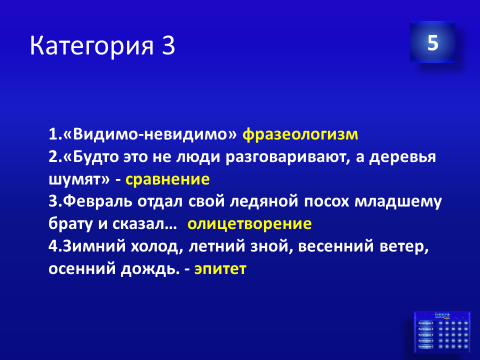 Категория 3
5
1.«Видимо-невидимо» фразеологизм
2.«Будто это не люди разговаривают, а деревья
шумят» - сравнение
3.Февраль отдал свой ледяной посох младшему
брату и сказал… олицетворение
4.Зимний холод, летний зной, весенний ветер,
осенний дождь. - эпитет